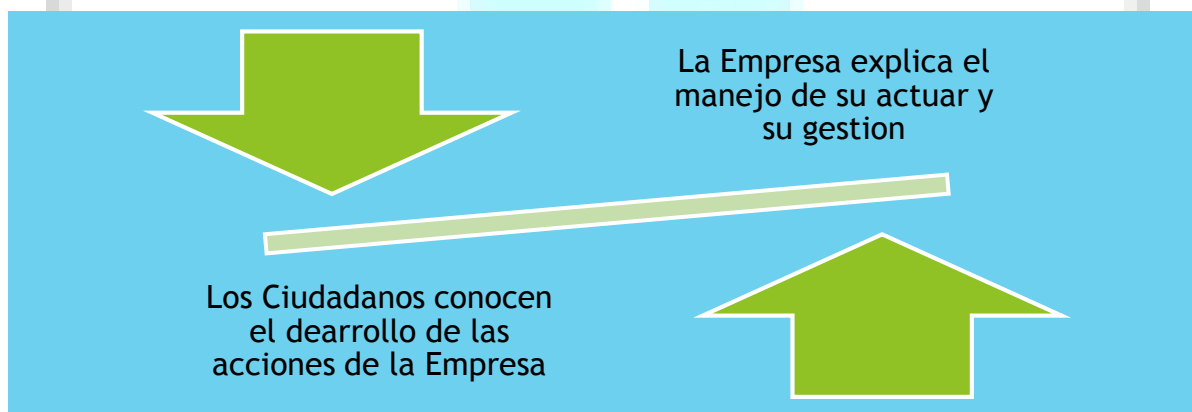 La Empresa explica el
manejo de su actuar y
su gestion
Los Ciudadanos conocen
el dearrollo de las
acciones de la Empresa